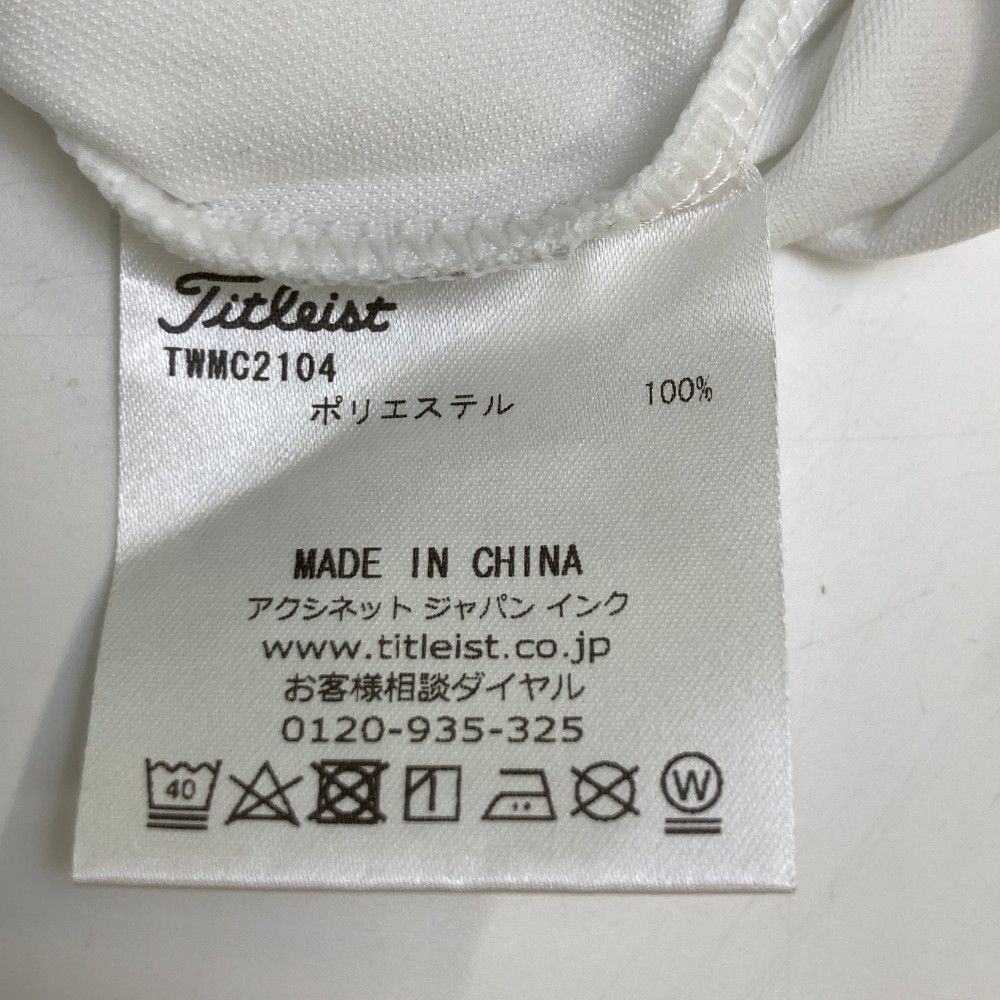 Titleist
TWMC2104
ポリエステル 100%
MADE IN CHINA
アクシネット ジャパン インク
www.titleist.co.jp
お客様相談ダイヤル
0120-935-325
40 W